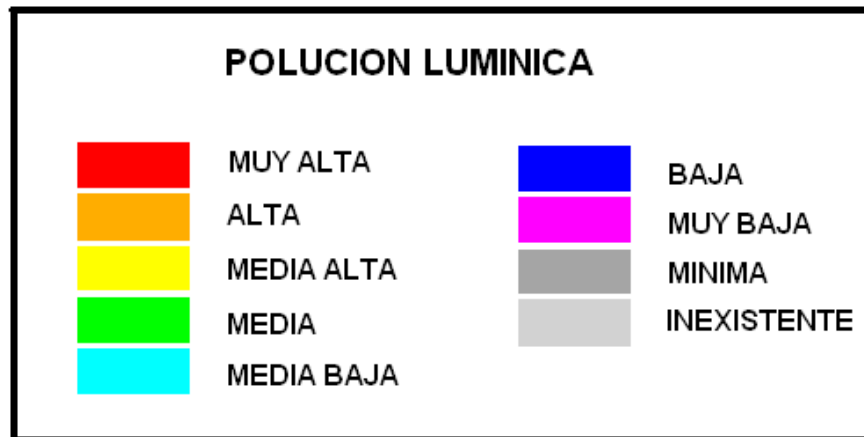 POLUCION LUMINICA
MUY ALTA
ALTA
MEDIA ALTA
MEDIA
MEDIA BAJA
BAJA
MUY BAJA
MINIMA
INEXISTENTE